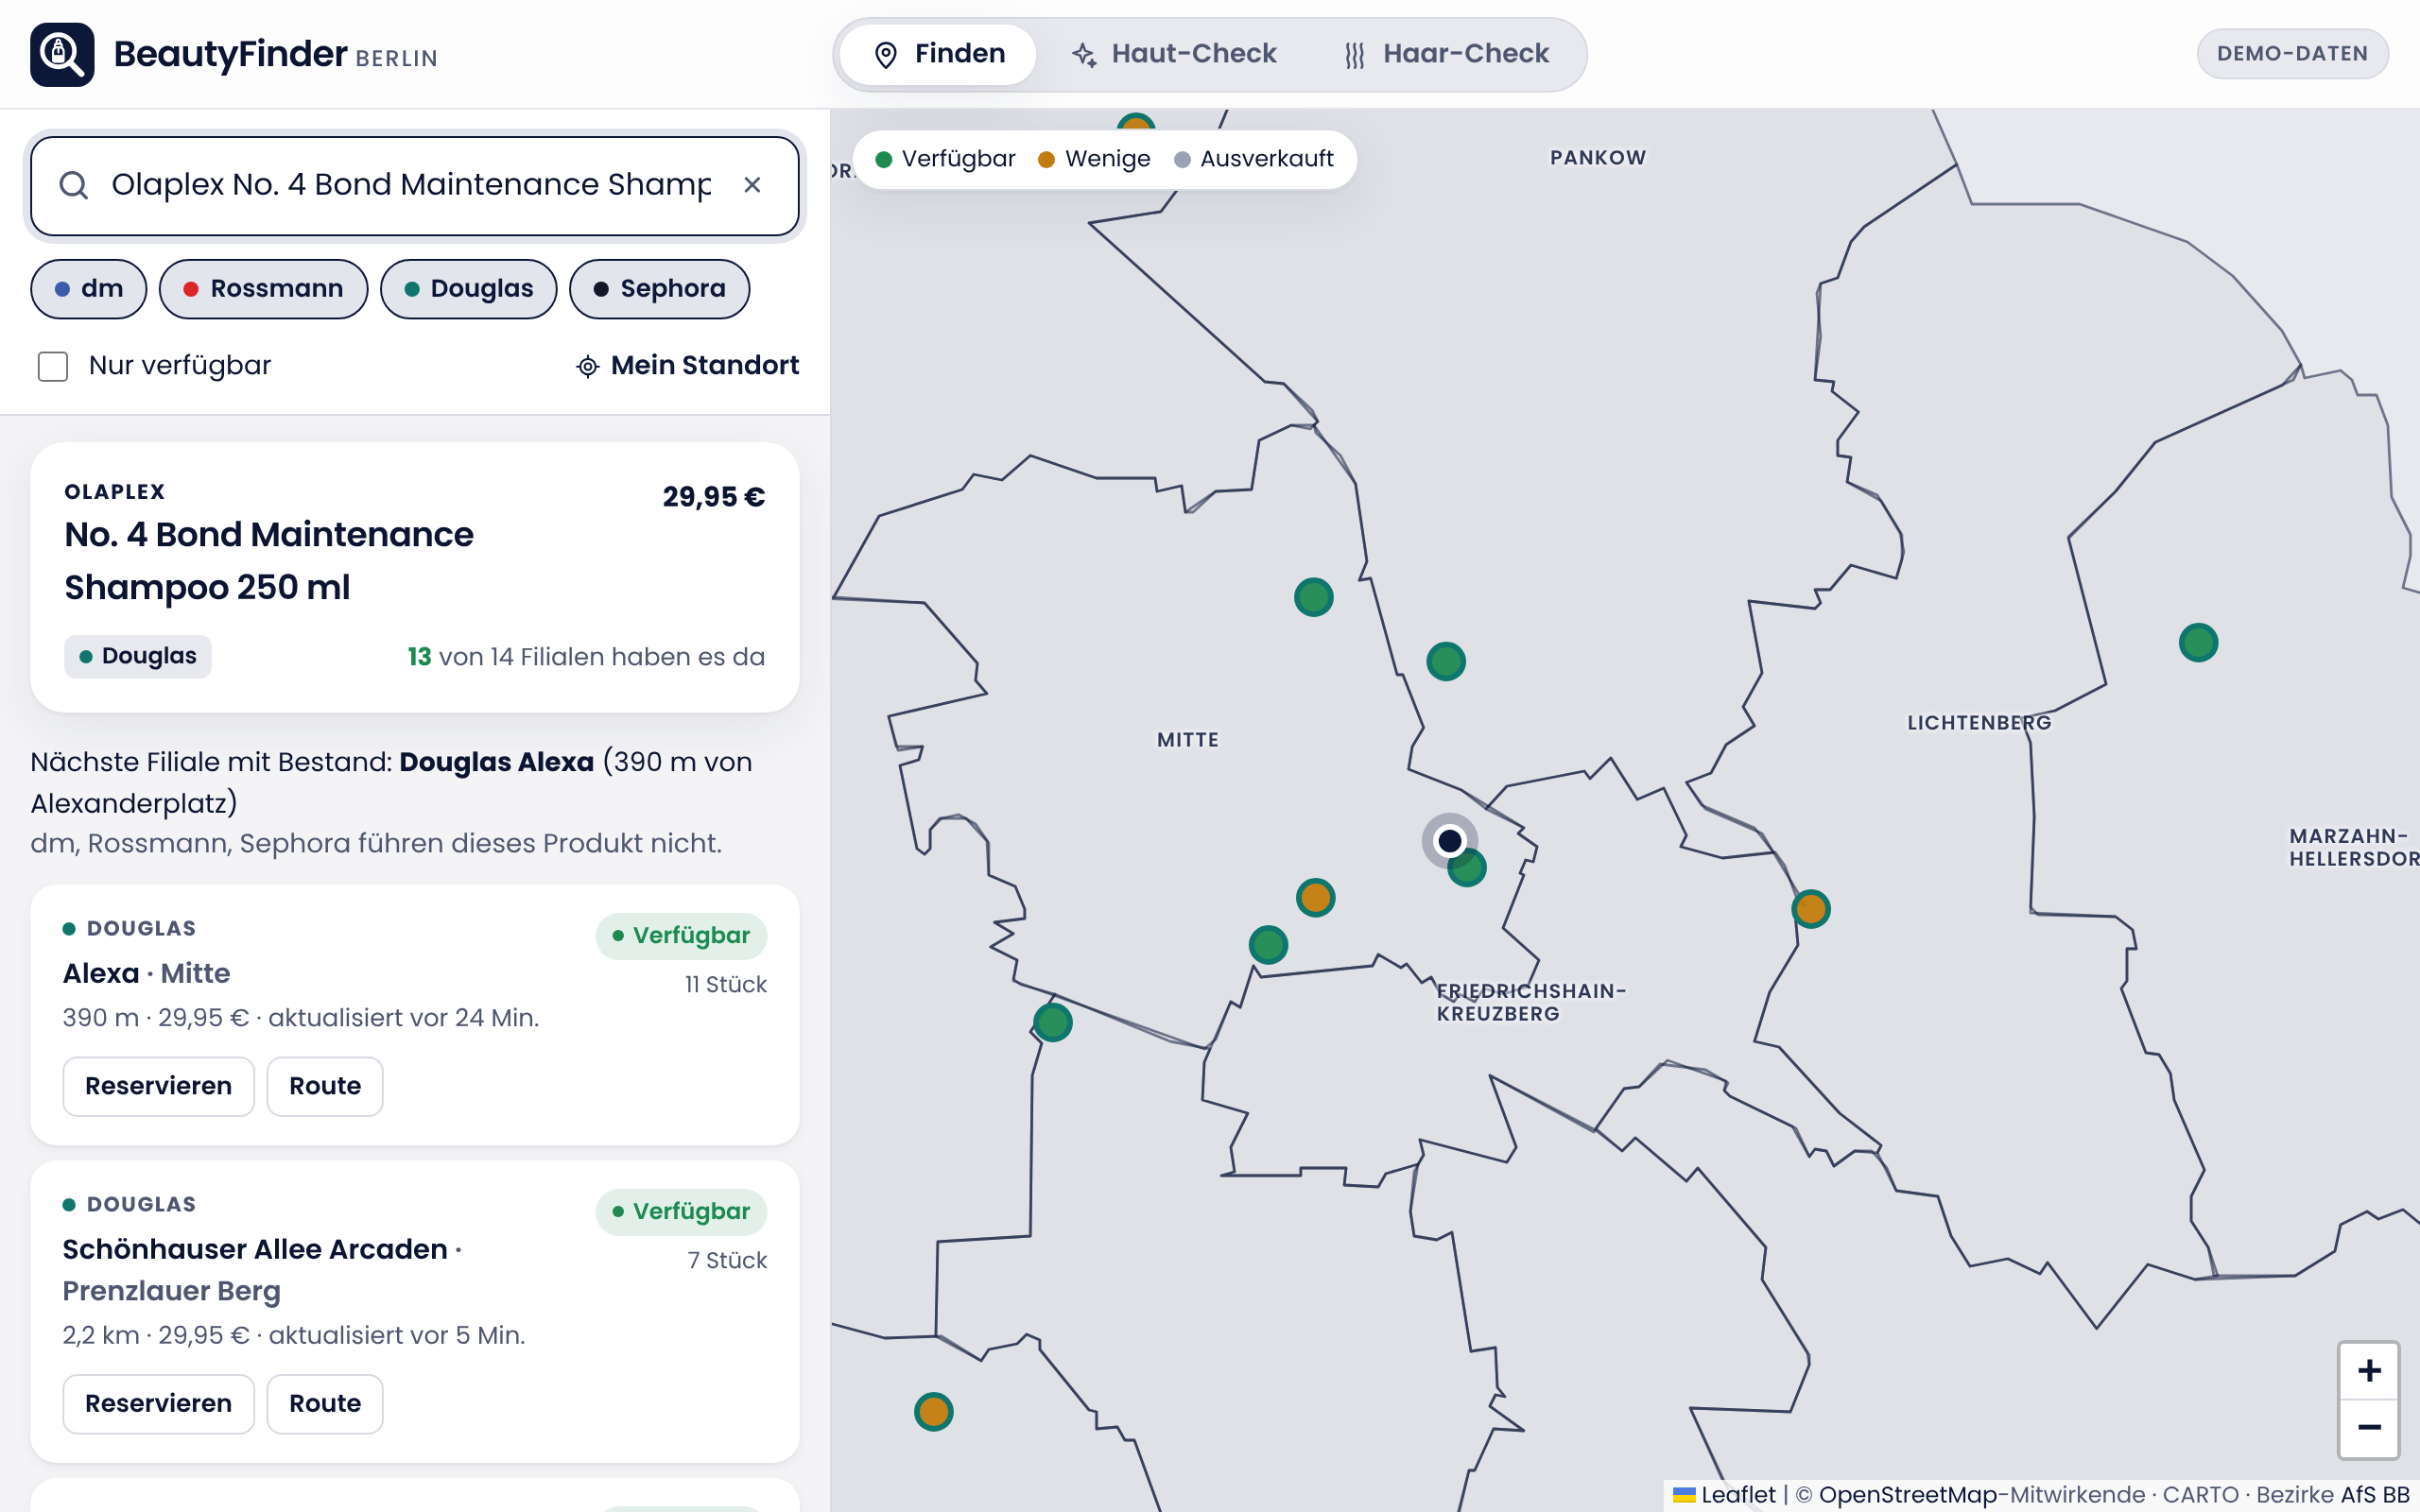 BeautyFinder BERLIN
Finden
Haut-Check
Haar-Check
DEMO-DATEN
Olaplex No. 4 Bond Maintenance Shamp
dm
Rossmann
Douglas
Sephora
Nur verfügbar
Mein Standort
OLAPLEX
29,95 €
No. 4 Bond Maintenance
Shampoo 250 ml
Douglas
13 von 14 Filialen haben es da
Nächste Filiale mit Bestand: Douglas Alexa (390 m von
Alexanderplatz)
dm, Rossmann, Sephora führen dieses Produkt nicht.
DOUGLAS
Verfügbar
Alexa · Mitte
11 Stück
390 m · 29,95 € · aktualisiert vor 24 Min.
Reservieren
Route
DOUGLAS
Verfügbar
Schönhauser Allee Arcaden ·
Prenzlauer Berg
7 Stück
2,2 km · 29,95 € · aktualisiert vor 5 Min.
Reservieren
Route
Verfügbar
Wenige
Ausverkauft
PANKOW
MITTE
LICHTENBERG
MARZAHN-
HELLERSDOR
FRIEDRICHSHAIN-
KREUZBERG
+
−
Leaflet | © OpenStreetMap-Mitwirkende · CARTO · Bezirke AfS BB